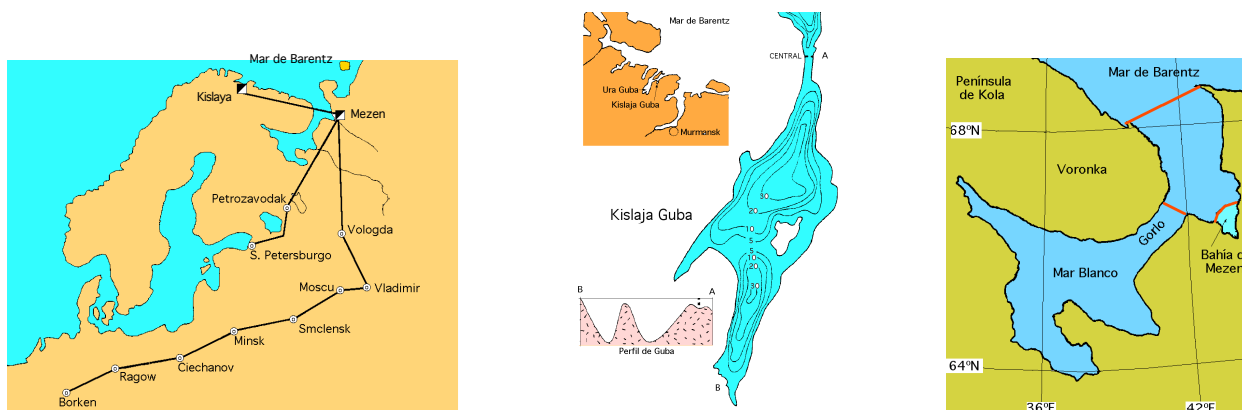 Mar de Barentz
Kislaya
Mezen
Petrozavodak
Vologda
S. Petersburgo
Moscu
Vladimir
Smclensk
Minsk
Ciechanov
Ragow
Borken
Mar de Barentz
CENTRAL
A
Ura Guba
Kislaja Guba
Murmansk
Kislaja Guba
30
10
5
5
10
20
30
B
A
Perfil de Guba
B
Mar de Barentz
Península
de Kola
68ºN
Voronka
Gorlo
Bahía d
Mezen
Mar Blanco
64ºN
36ºE
42ºE